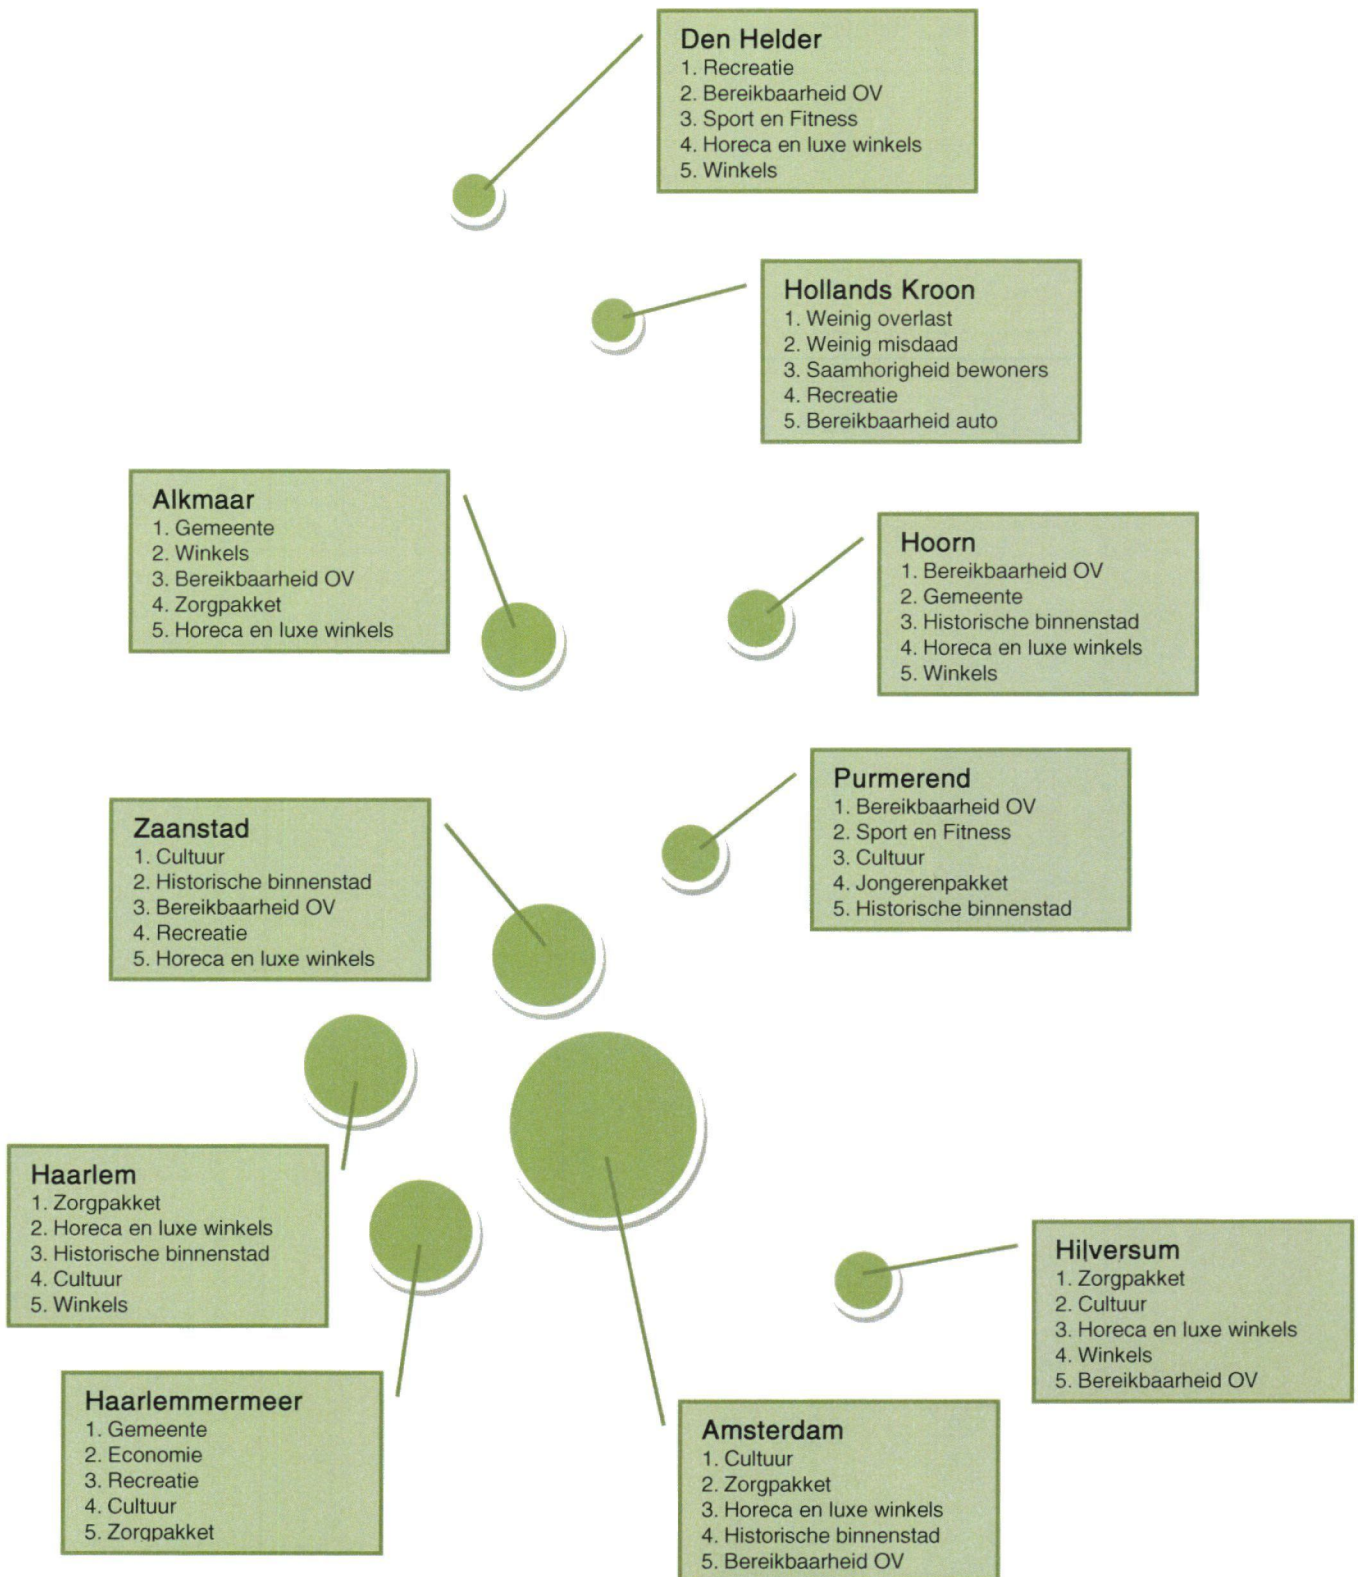 Den Helder
1. Recreatie
2. Bereikbaarheid OV
3. Sport en Fitness
4. Horeca en luxe winkels
5. Winkels
Hollands Kroon
1. Weinig overlast
2. Weinig misdaad
3. Saamhorigheid bewoners
4. Recreatie
5. Bereikbaarheid auto
Alkmaar
1. Gemeente
2. Winkels
3. Bereikbaarheid OV
4. Zorgpakket
5. Horeca en luxe winkels
Hoorn
1. Bereikbaarheid OV
2. Gemeente
3. Historische binnenstad
4. Horeca en luxe winkels
5. Winkels
Purmerend
1. Bereikbaarheid OV
2. Sport en Fitness
3. Cultuur
4. Jongerenpakket
5. Historische binnenstad
Zaanstad
1. Cultuur
2. Historische binnenstad
3. Bereikbaarheid OV
4. Recreatie
5. Horeca en luxe winkels
Haarlem
1. Zorgpakket
2. Horeca en luxe winkels
3. Historische binnenstad
4. Cultuur
5. Winkels
Hilversum
1. Zorgpakket
2. Cultuur
3. Horeca en luxe winkels
4. Winkels
5. Bereikbaarheid OV
Haarlemmermeer
1. Gemeente
2. Economie
3. Recreatie
4. Cultuur
5. Zorgpakket
Amsterdam
1. Cultuur
2. Zorgpakket
3. Horeca en luxe winkels
4. Historische binnenstad
5. Bereikbaarheid OV